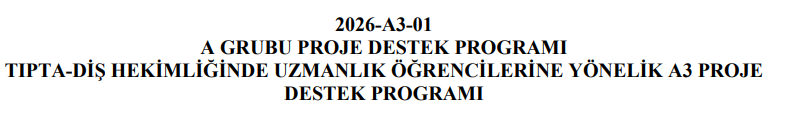 2026-A3-01
A GRUBU PROJE DESTEK PROGRAMI
TIPTA-DİŞ HEKİMLİĞİNDE UZMANLIK ÖĞRENCİLERİNE YÖNELİK A3 PROJE
DESTEK PROGRAMI